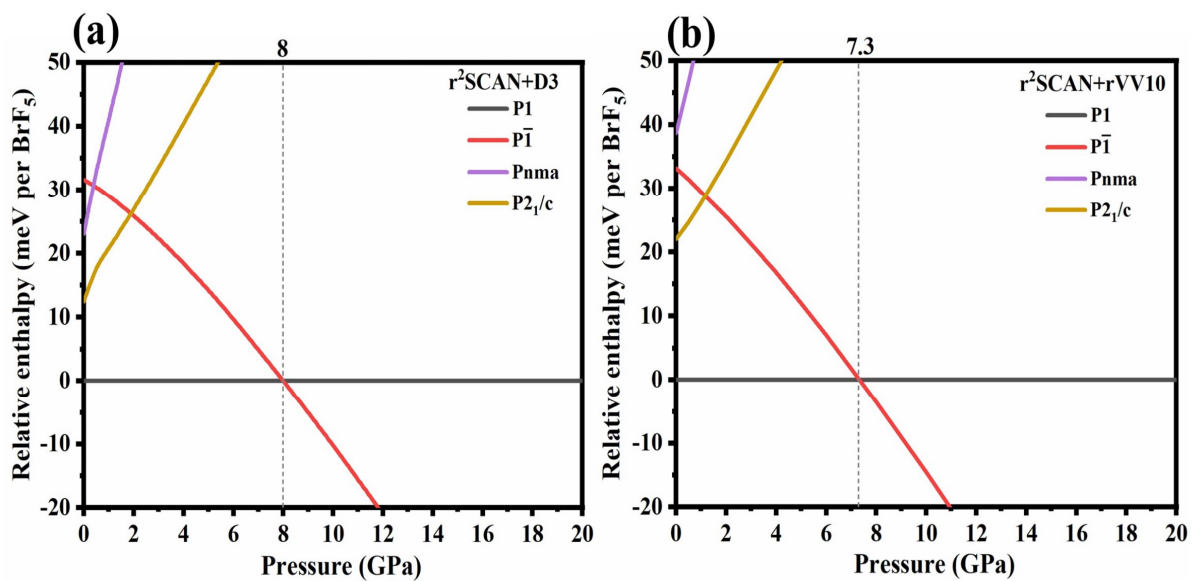 (a)
8
r²SCAN+D3
P1
P1̅
Pnma
P2₁/c
50
40
30
20
10
0
-10
-20
0 2 4 6 8 10 12 14 16 18 20
Relative enthalpy (meV per BrF₅)
Pressure (GPa)
(b)
7.3
r²SCAN+rVV10
P1
P1̅
Pnma
P2₁/c
50
40
30
20
10
0
-10
-20
0 2 4 6 8 10 12 14 16 18 20
Relative enthalpy (meV per BrF₅)
Pressure (GPa)